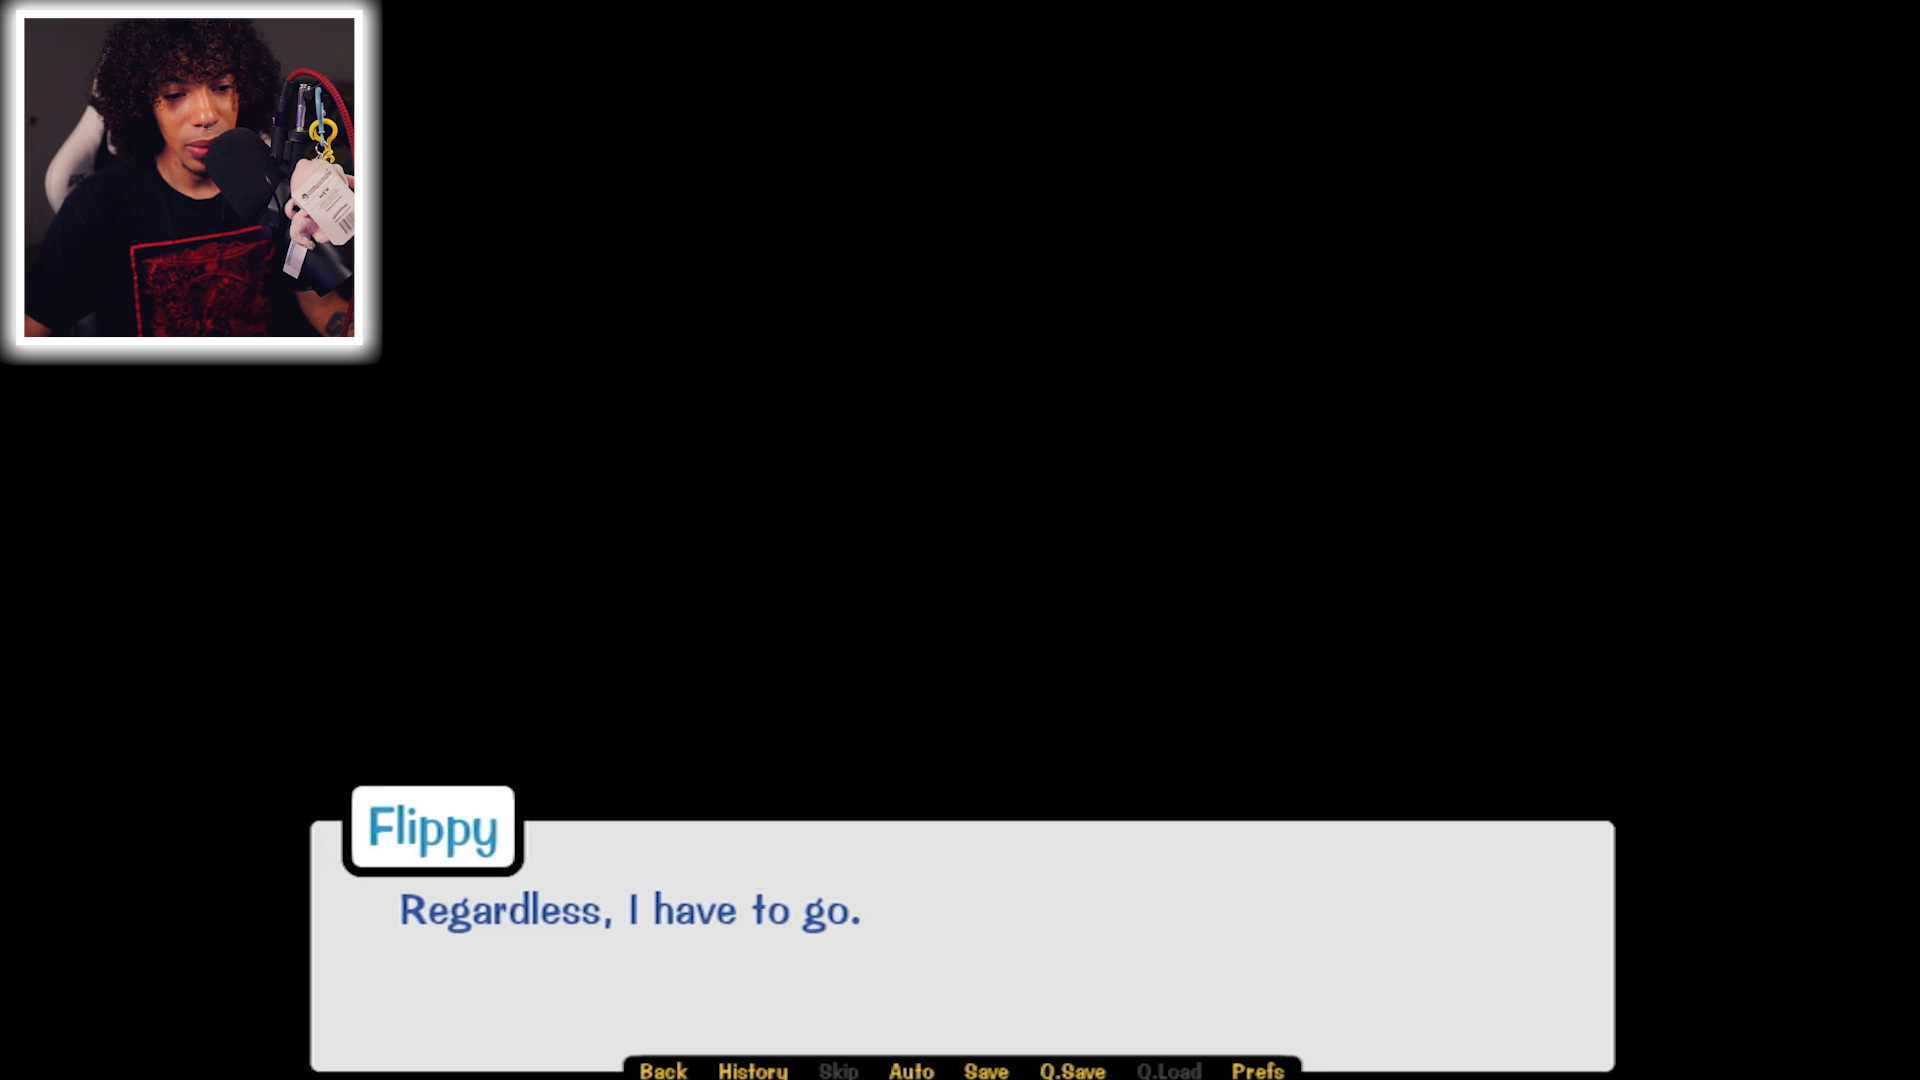 Flippy
Regardless, I have to go.
Back History Skip Auto Save Q.Save Q.Load Prefs